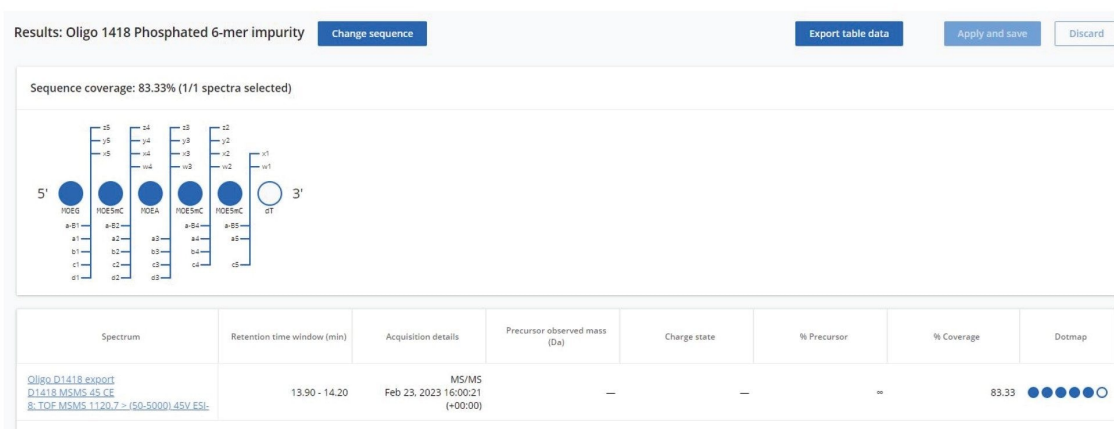 Results: Oligo 1418 Phosphated 6-mer impurity
Change sequence
Export table data
Apply and save
Discard
Sequence coverage: 83.33% (1/1 spectra selected)
z5 z4 z3 z2
y5 y4 y3 y2
x5 x4 x3 x2 x1
w4 w3 w2 w1
5' 3'
MOEG MOE5mC MOEA MOE5mC MOE5mC dT
a-B1 a-B2 a-B4 a-B5
a1 a2 a3 a4 a5
b1 b2 b3 b4
c1 c2 c3 c4 c5
d1 d2 d3
Spectrum
Retention time window (min)
Acquisition details
Precursor observed mass
(Da)
Charge state
% Precursor
% Coverage
Dotmap
Oligo D1418 export
D1418 MSMS 45 CE
8: TOF MSMS 1120.7 > (50-5000) 45V ESI-
13.90 - 14.20
MS/MS
Feb 23, 2023 16:00:21
(+00:00)
—
—
∞
83.33